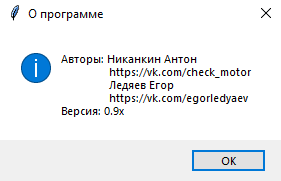 О программе
Авторы: Никанкин Антон
https://vk.com/check_motor
Ледяев Егор
https://vk.com/egorledyaev
Версия: 0.9x
OK